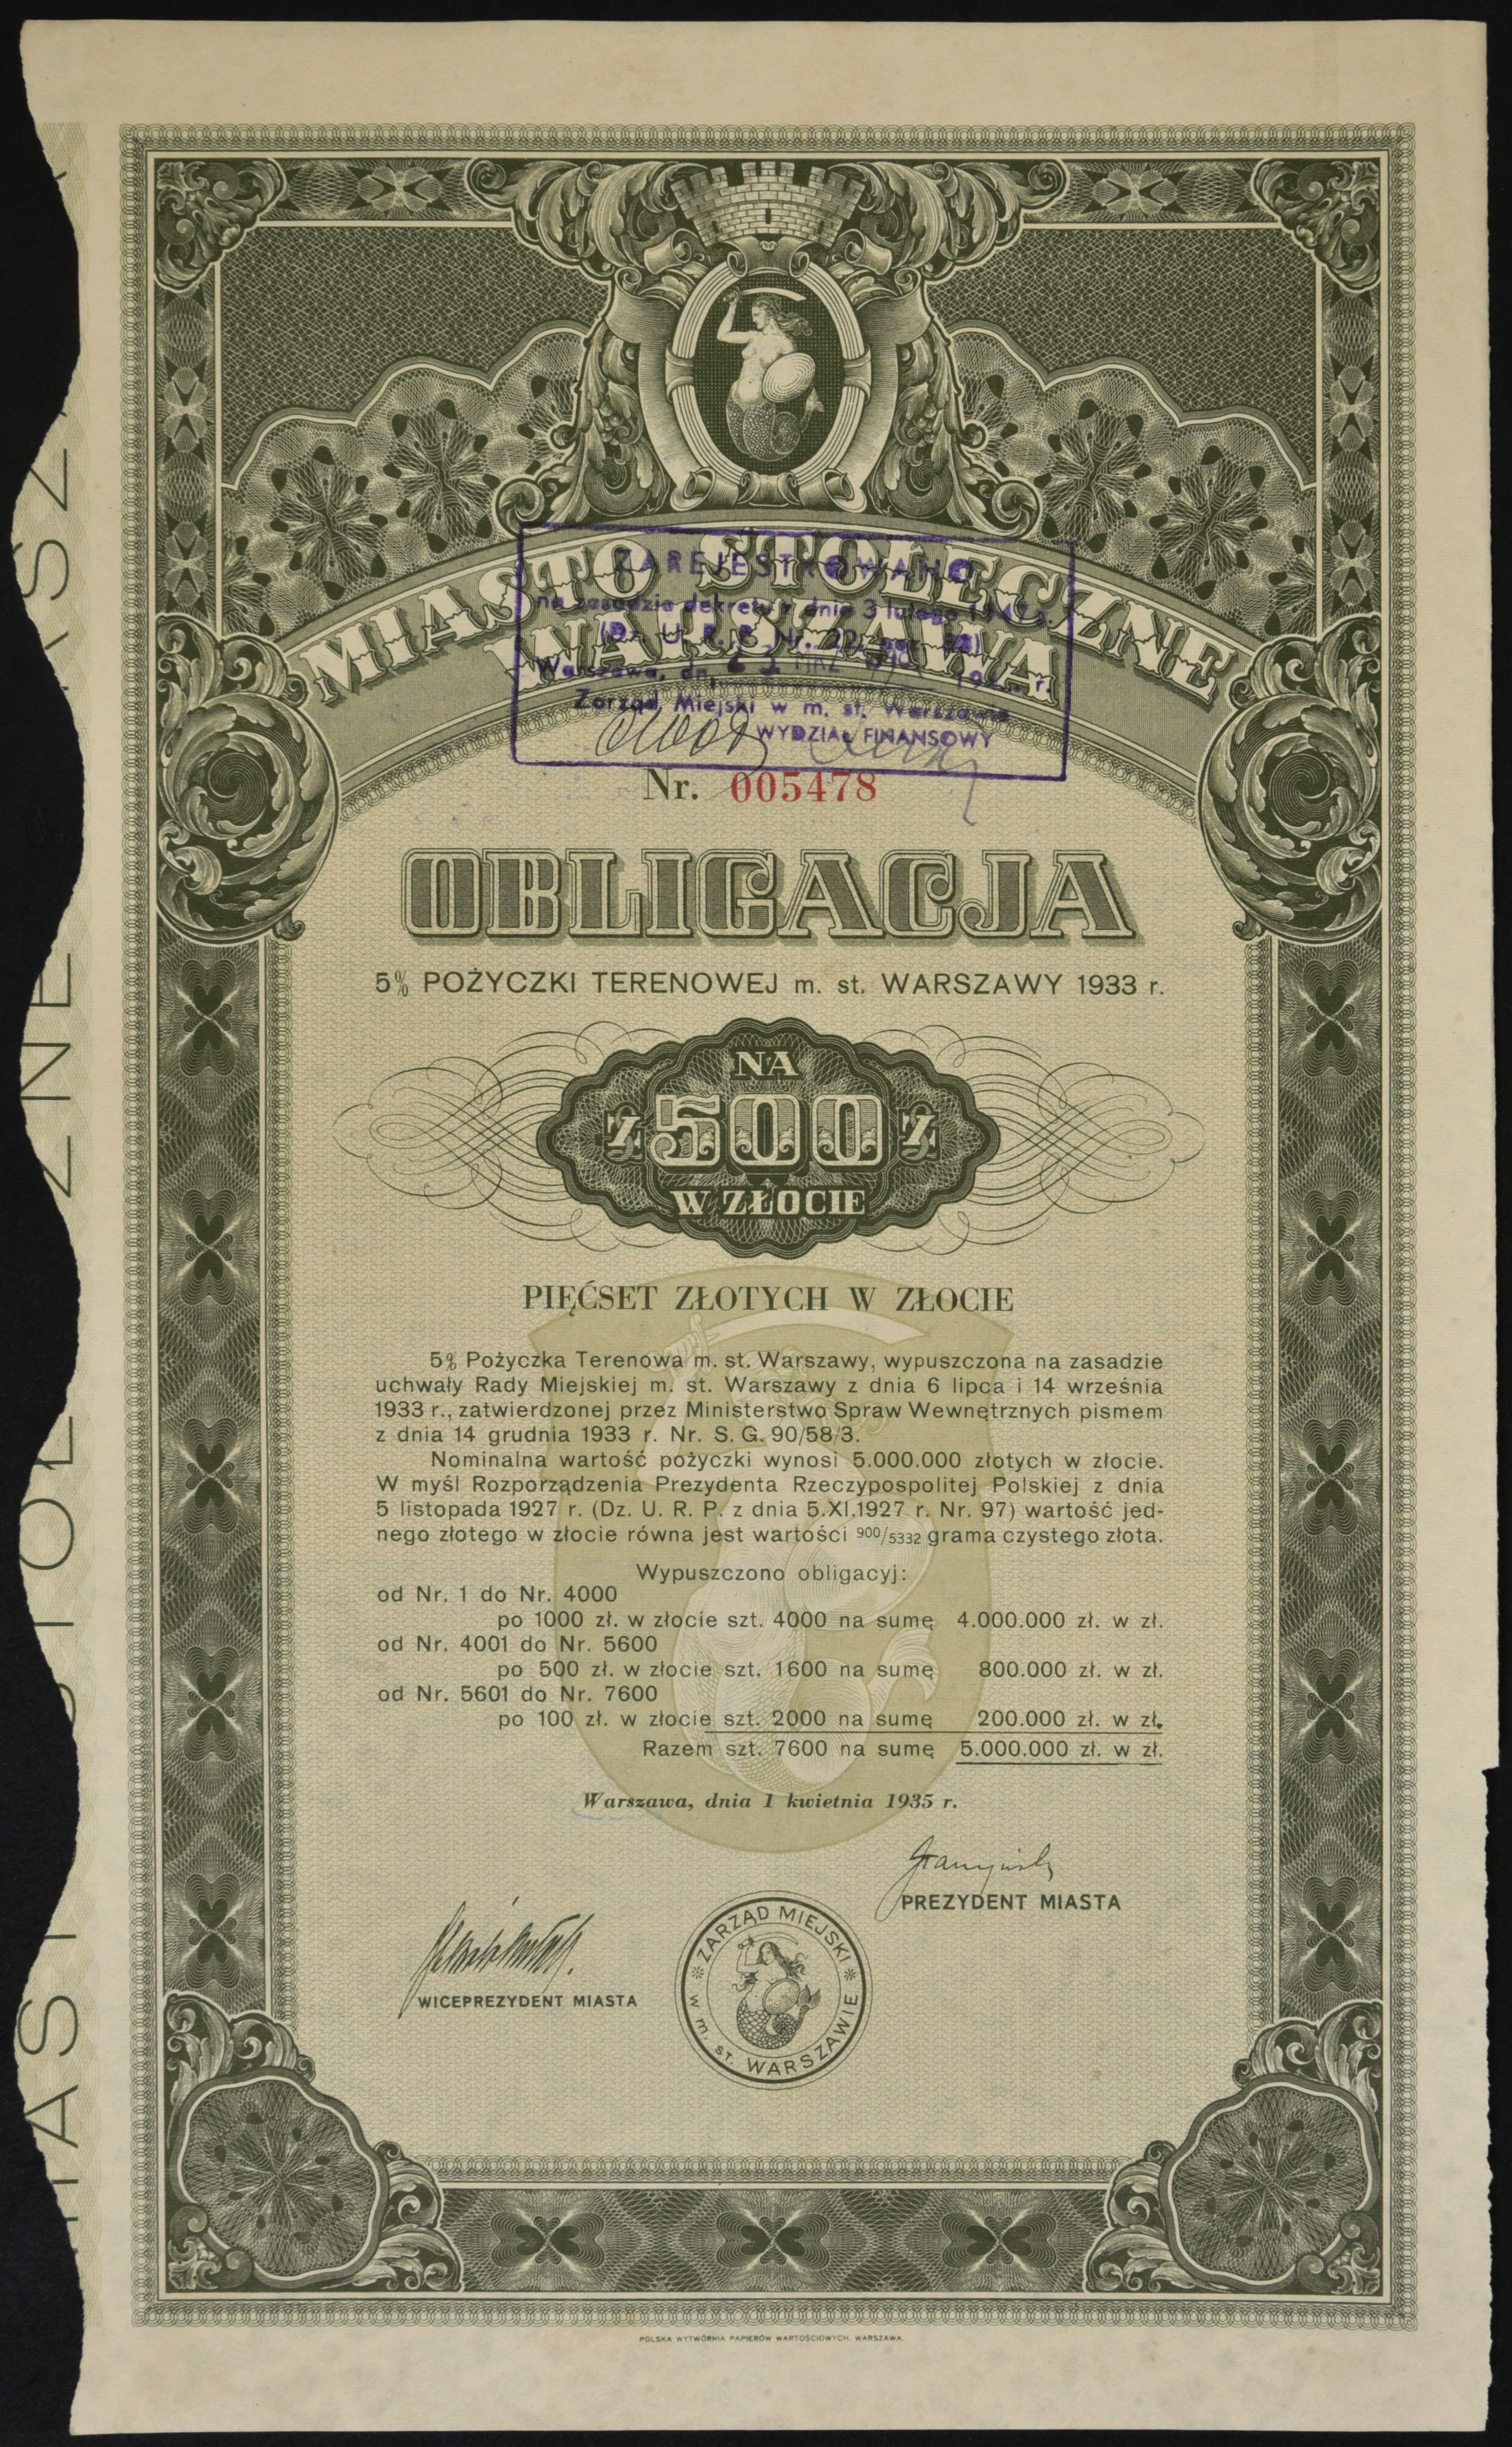 MIASTO STOŁECZNE
WARSZAWA
ZAREJESTROWANO
na zasadzie dekretu z dnia 3 lutego 1947 r.
(Dz. U. R. P. Nr. 22, poz. 88)
Warszawa, dn. MRZ r.
Zarząd Miejski w m. st. Warszawie
WYDZIAŁ FINANSOWY
Nr. 005478
OBLIGACJA
5% POŻYCZKI TERENOWEJ m. st. WARSZAWY 1933 r.
NA
zł 500 zł
W ZŁOCIE
PIĘĆSET ZŁOTYCH W ZŁOCIE
5% Pożyczka Terenowa m. st. Warszawy, wypuszczona na zasadzie
uchwały Rady Miejskiej m. st. Warszawy z dnia 6 lipca i 14 września
1933 r., zatwierdzonej przez Ministerstwo Spraw Wewnętrznych pismem
z dnia 14 grudnia 1933 r. Nr. S. G. 90/58/3.
Nominalna wartość pożyczki wynosi 5.000.000 złotych w złocie.
W myśl Rozporządzenia Prezydenta Rzeczypospolitej Polskiej z dnia
5 listopada 1927 r. (Dz. U. R. P. z dnia 5.XI.1927 r. Nr. 97) wartość jed-
nego złotego w złocie równa jest wartości 900/5332 grama czystego złota.
Wypuszczono obligacyj:
od Nr. 1 do Nr. 4000
po 1000 zł. w złocie szt. 4000 na sumę 4.000.000 zł. w zł.
od Nr. 4001 do Nr. 5600
po 500 zł. w złocie szt. 1600 na sumę 800.000 zł. w zł.
od Nr. 5601 do Nr. 7600
po 100 zł. w złocie szt. 2000 na sumę 200.000 zł. w zł.
Razem szt. 7600 na sumę 5.000.000 zł. w zł.
Warszawa, dnia 1 kwietnia 1935 r.
PREZYDENT MIASTA
WICEPREZYDENT MIASTA
* ZARZĄD MIEJSKI *
w m. st. WARSZAWIE
POLSKA WYTWÓRNIA PAPIERÓW WARTOŚCIOWYCH. WARSZAWA.